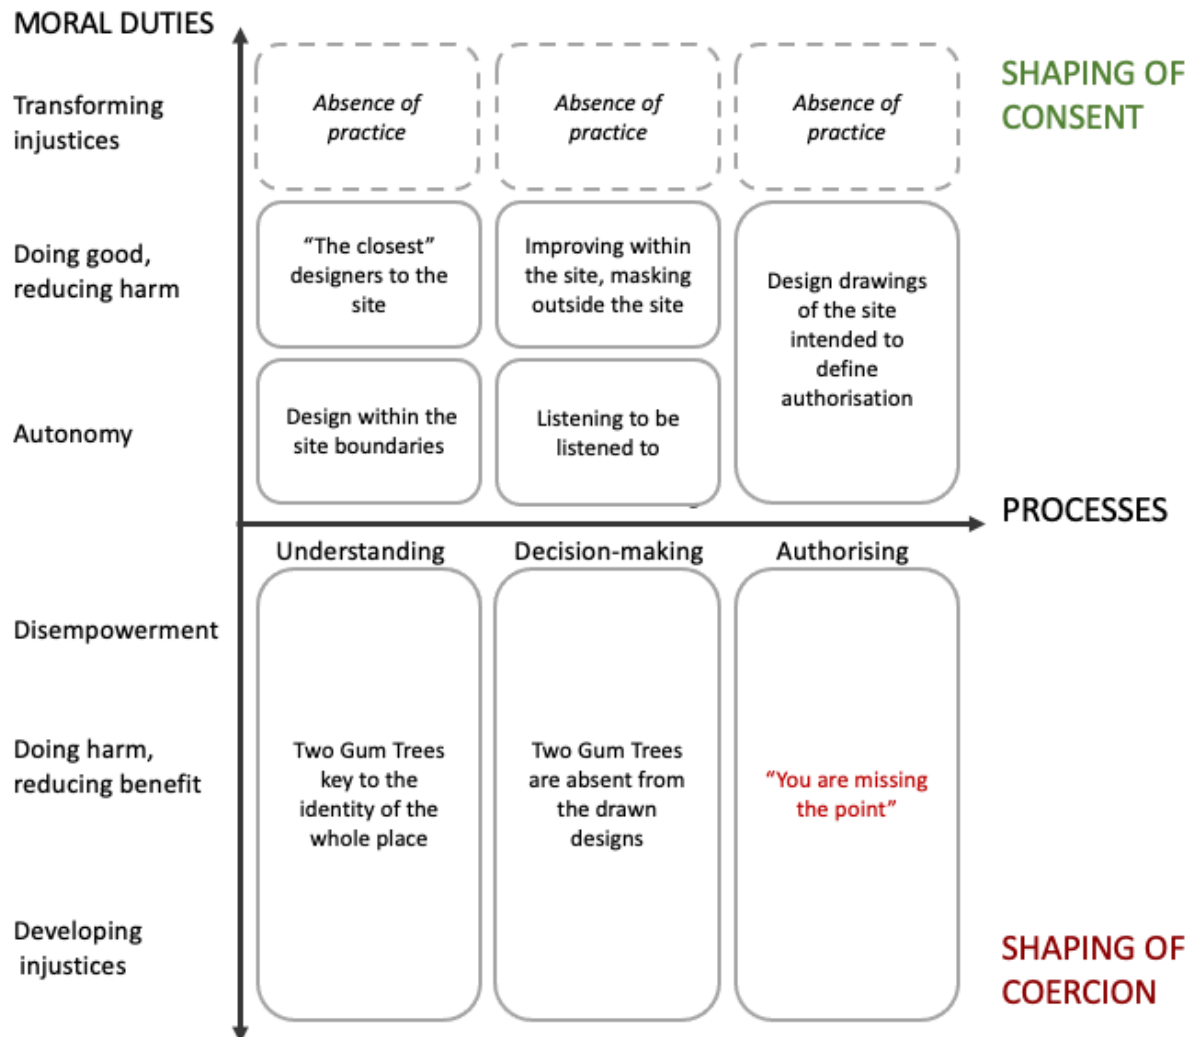 MORAL DUTIES
SHAPING OF
CONSENT
Transforming
injustices
Absence of
practice
Absence of
practice
Absence of
practice
Doing good,
reducing harm
“The closest”
designers to the
site
Improving within
the site, masking
outside the site
Design drawings
of the site
intended to
define
authorisation
Autonomy
Design within the
site boundaries
Listening to be
listened to
PROCESSES
Understanding
Decision-making
Authorising
Disempowerment
Doing harm,
reducing benefit
Two Gum Trees
key to the
identity of the
whole place
Two Gum Trees
are absent from
the drawn
designs
“You are missing
the point”
Developing
injustices
SHAPING OF
COERCION